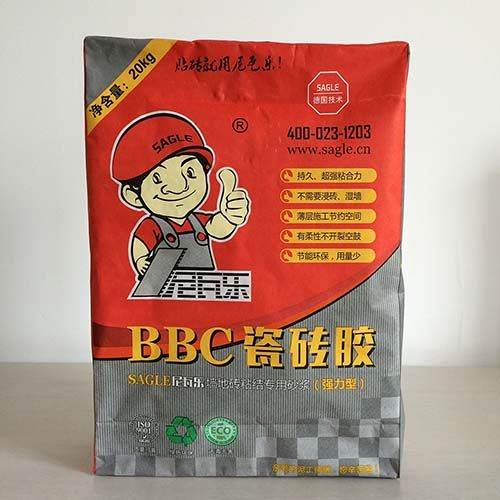 贴砖就用尼瓦乐!
净含量:20kg
SAGLE
德国技术
SAGLE
®
400-023-1203
www.sagle.cn
持久、超强粘合力
不需要浸砖、湿墙
薄层施工节约空间
有柔性不开裂空鼓
节能环保,用量少
尼瓦乐
BBC 瓷砖胶
SAGLE尼瓦乐墙地砖粘结专用砂浆(强力型)
ISO
9001
ECO